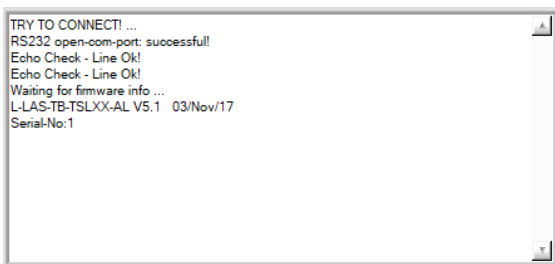 TRY TO CONNECT! ...
RS232 open-com-port: successful!
Echo Check - Line Ok!
Echo Check - Line Ok!
Waiting for firmware info ...
L-LAS-TB-TSLXX-AL V5.1   03/Nov/17
Serial-No:1